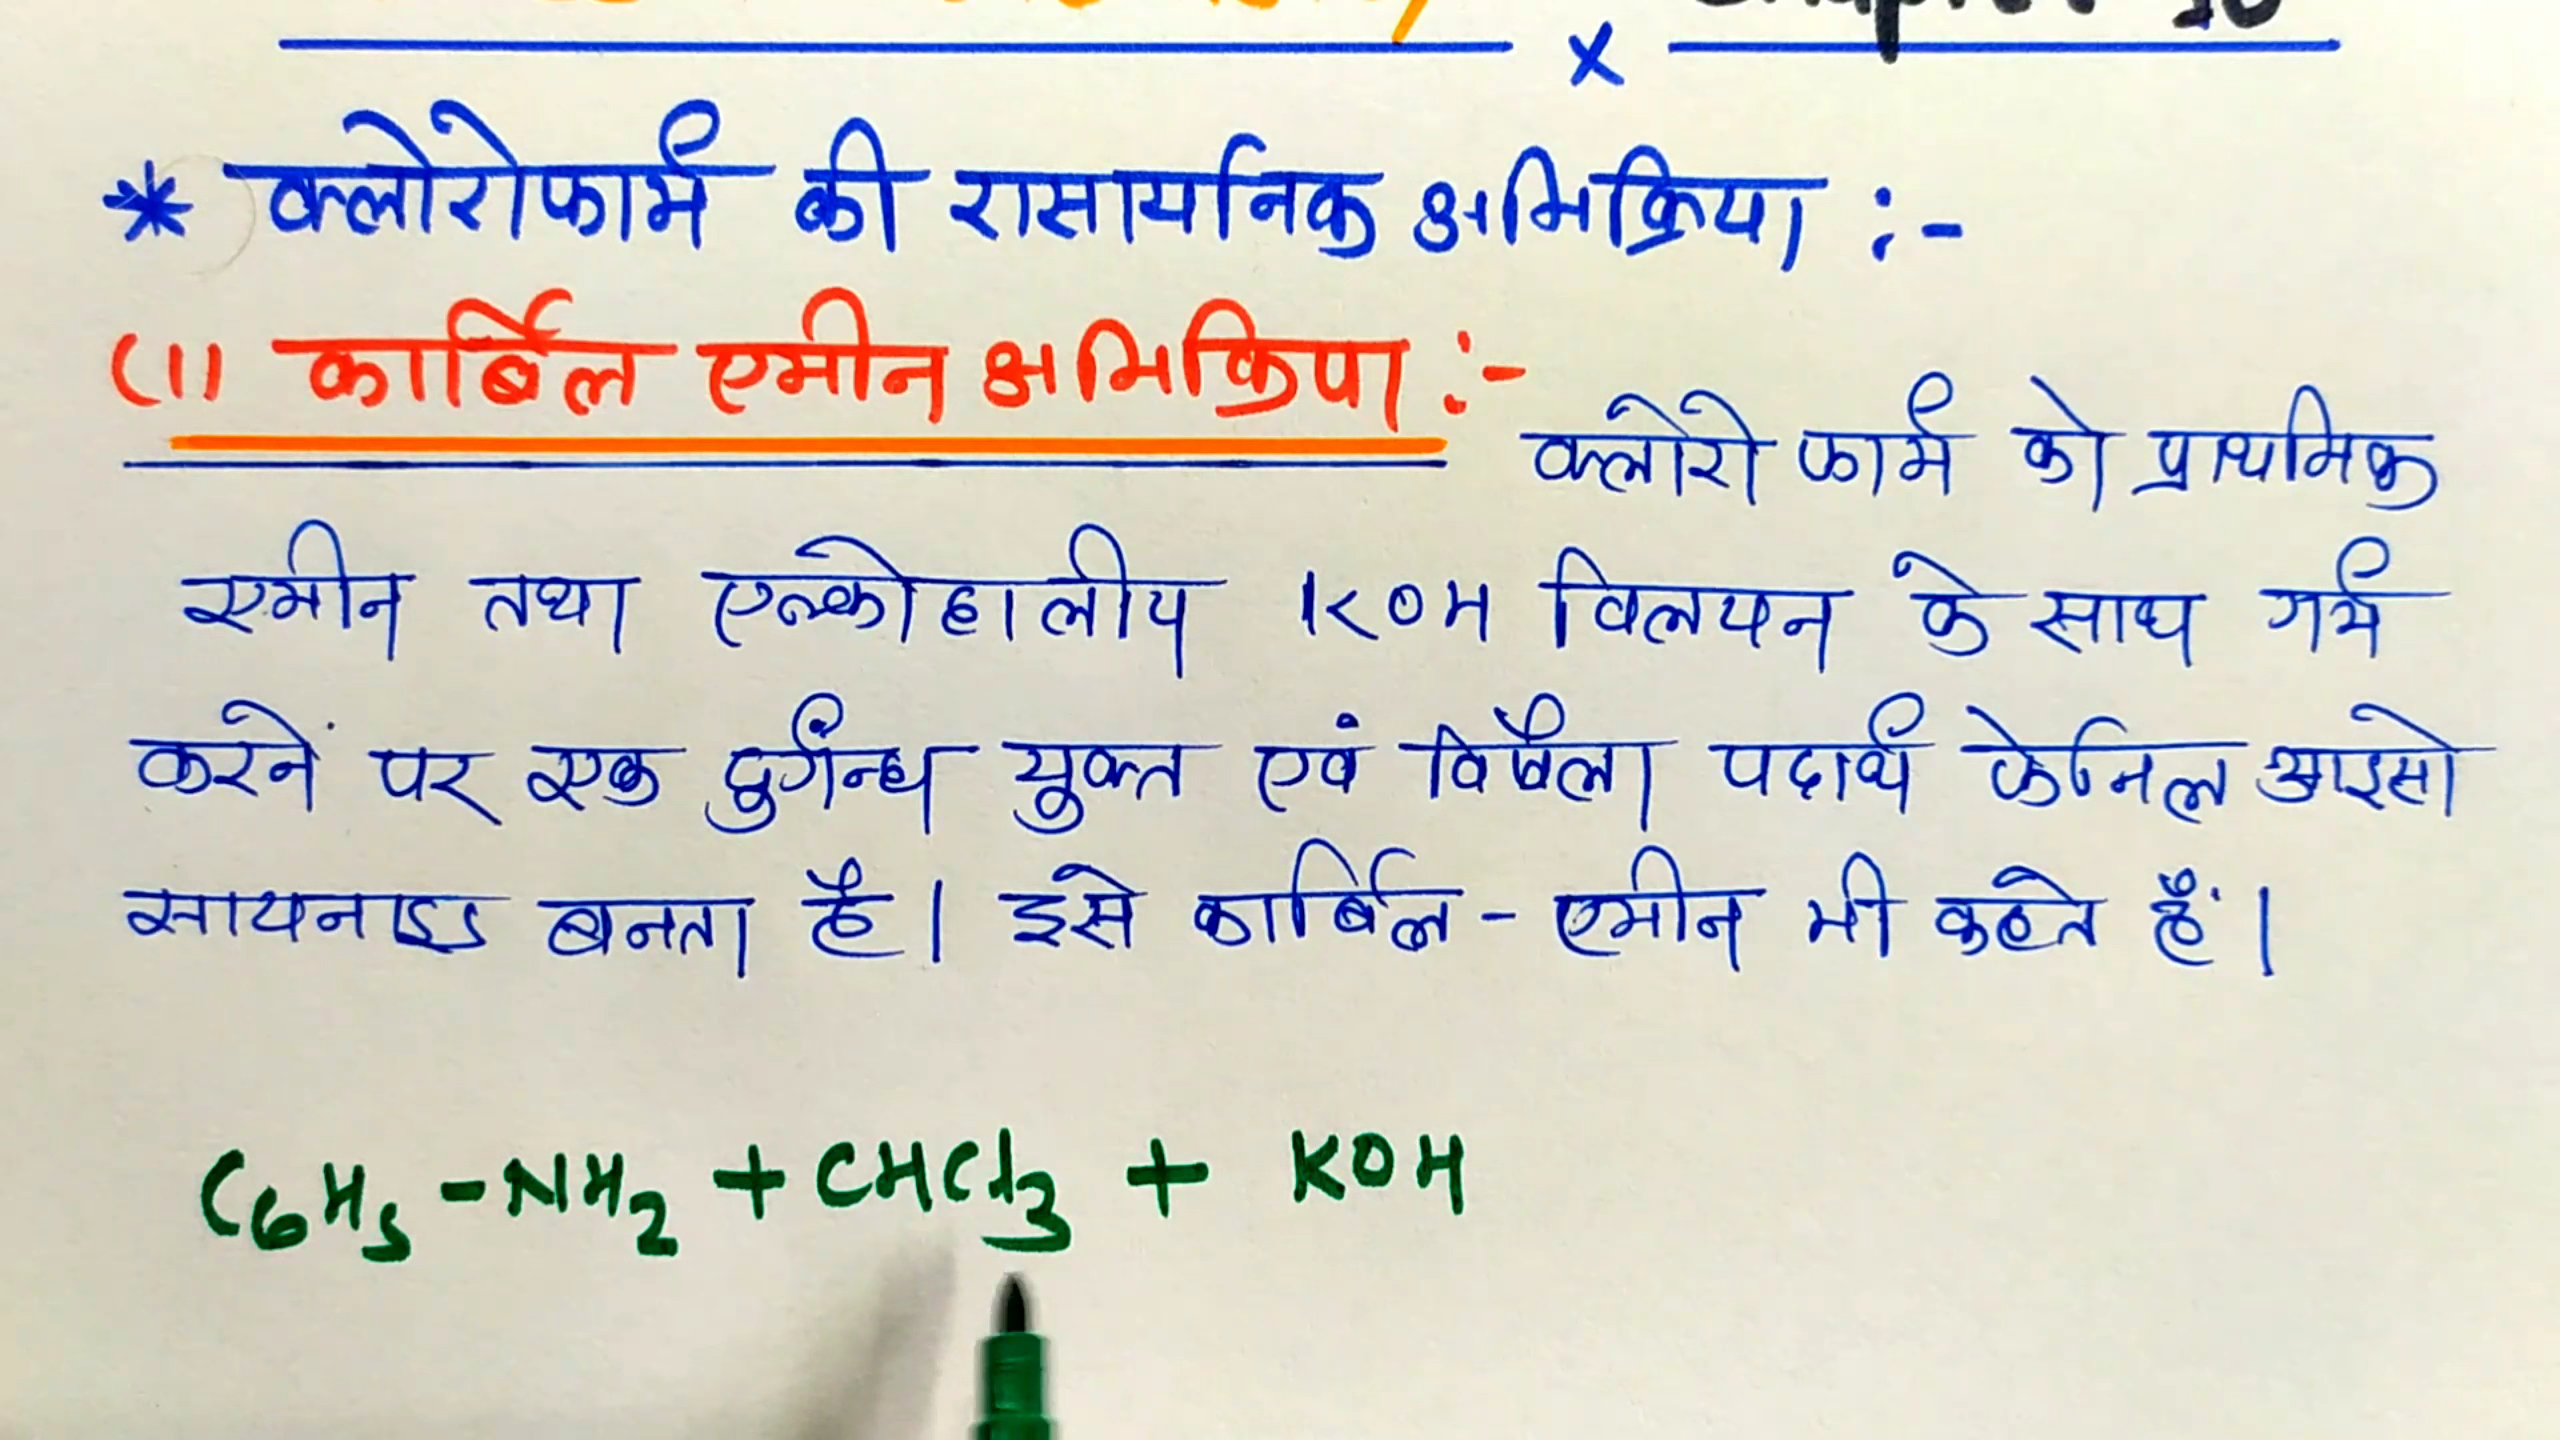 x
* क्लोरोफार्म की रासायनिक अभिक्रिया :-
(1) कार्बिल एमीन अभिक्रिया :-
क्लोरो फार्म को प्राथमिक
एमीन तथा एल्कोहालीय KOH विलयन के साथ गर्म
करनें पर एक दुर्गन्ध युक्त एवं विषैला पदार्थ फेनिल आइसो
सायनाइड बनता है। इसे कार्बिल - एमीन भी कहते हैं।
C₆H₅ - NH₂ + CHCl₃ + KOH